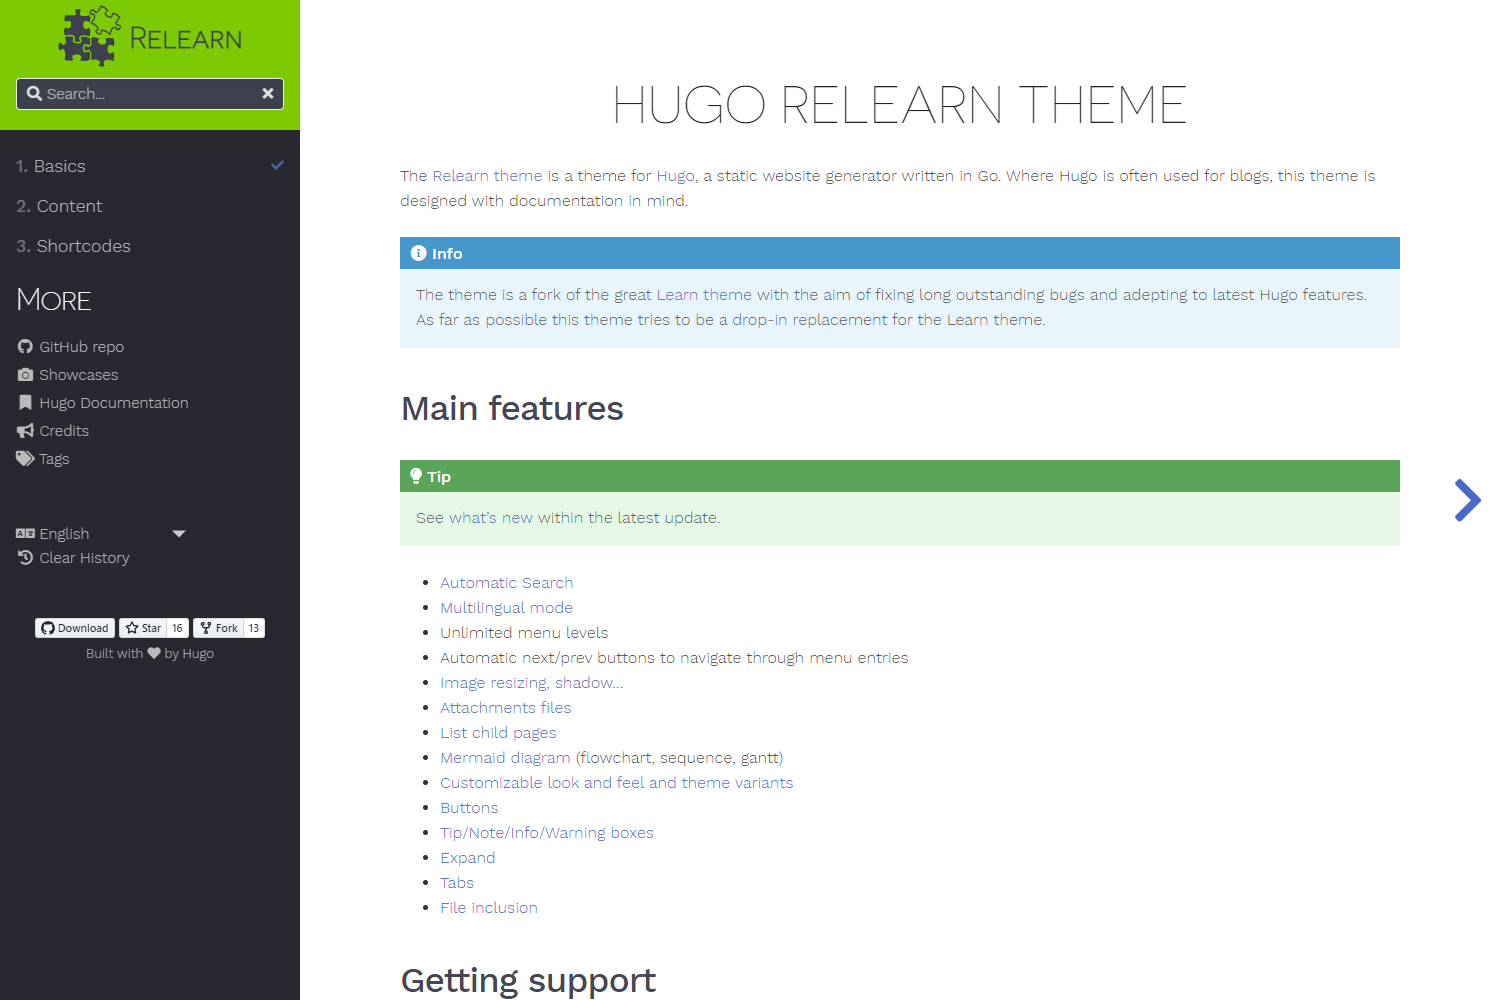 RELEARN
Search...
1. Basics
2. Content
3. Shortcodes
MORE
GitHub repo
Showcases
Hugo Documentation
Credits
Tags
English
Clear History
Download Star 16 Fork 13
Built with ♥ by Hugo
HUGO RELEARN THEME
The Relearn theme is a theme for Hugo, a static website generator written in Go. Where Hugo is often used for blogs, this theme is
designed with documentation in mind.
Info
The theme is a fork of the great Learn theme with the aim of fixing long outstanding bugs and adepting to latest Hugo features.
As far as possible this theme tries to be a drop-in replacement for the Learn theme.
Main features
Tip
See what's new within the latest update.
• Automatic Search
• Multilingual mode
• Unlimited menu levels
• Automatic next/prev buttons to navigate through menu entries
• Image resizing, shadow...
• Attachments files
• List child pages
• Mermaid diagram (flowchart, sequence, gantt)
• Customizable look and feel and theme variants
• Buttons
• Tip/Note/Info/Warning boxes
• Expand
• Tabs
• File inclusion
Getting support